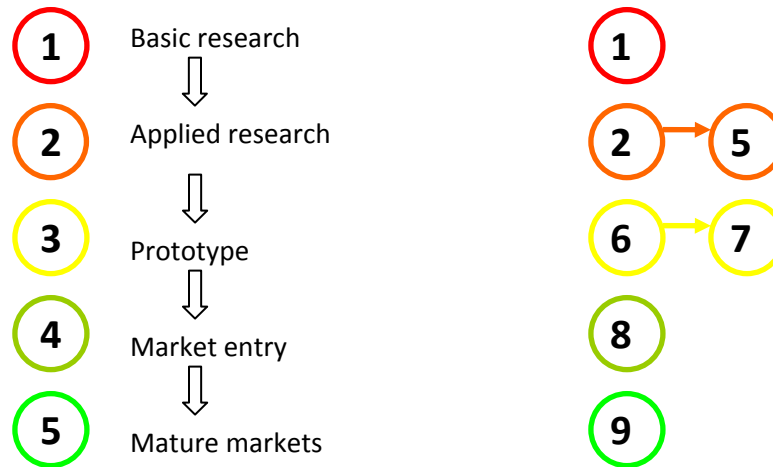 1 Basic research 1
2 Applied research 2 5
3 Prototype 6 7
4 Market entry 8
5 Mature markets 9